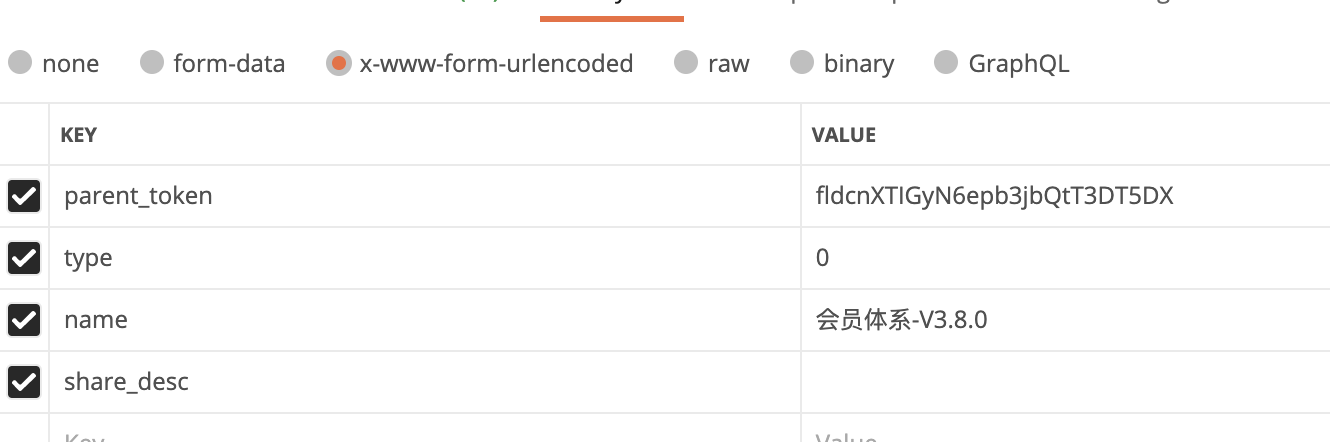 none form-data x-www-form-urlencoded raw binary GraphQL
KEY VALUE
parent_token fldcnXTIGyN6epb3jbQtT3DT5DX
type 0
name 会员体系-V3.8.0
share_desc
Key Value